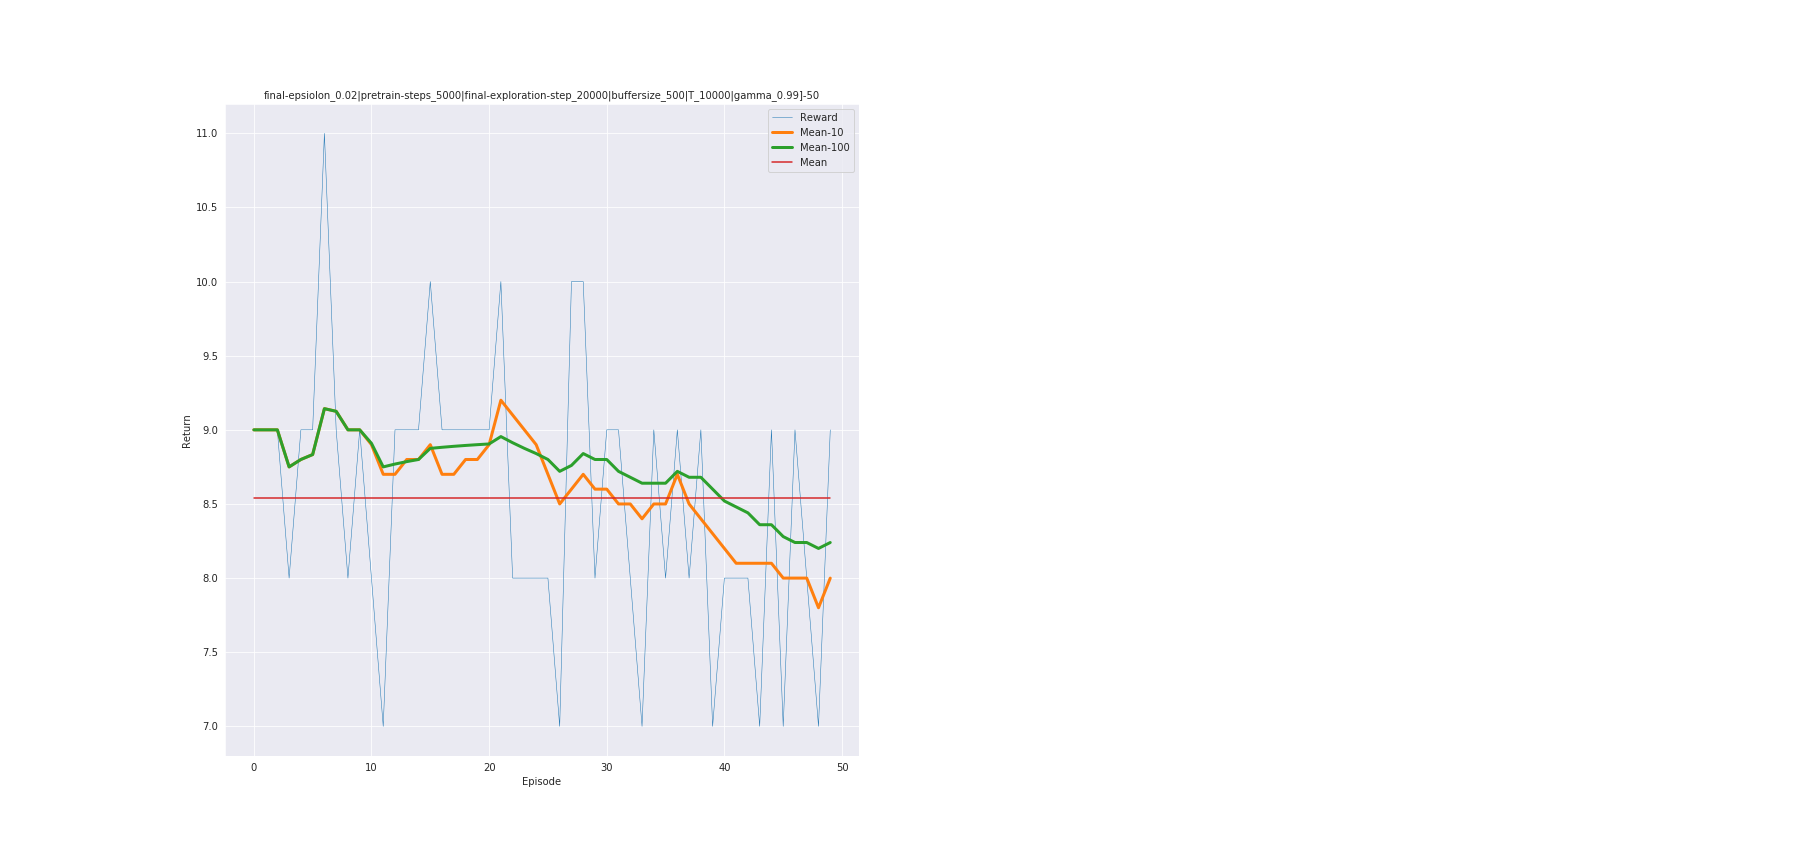 final-epsiolon_0.02|pretrain-steps_5000|final-exploration-step_20000|buffersize_500|T_10000|gamma_0.99]-50
Reward
Mean-10
Mean-100
Mean
11.0
10.5
10.0
9.5
9.0
8.5
8.0
7.5
7.0
Return
0 10 20 30 40 50
Episode